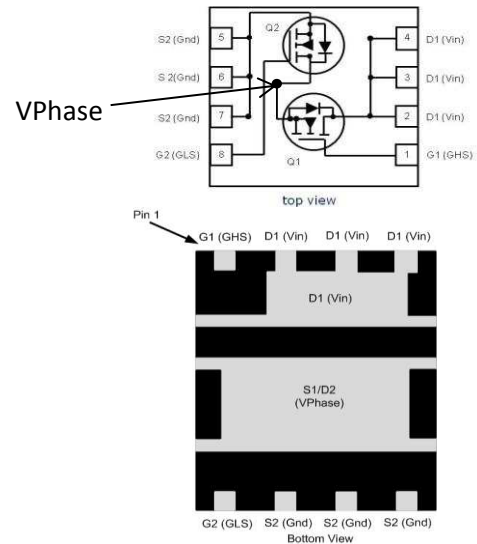 Q2
S2 (Gnd) 5 4 D1 (Vin)
S 2(Gnd) 6 3 D1 (Vin)
VPhase
S2 (Gnd) 7 2 D1 (Vin)
G2 (GLS) 8 1 G1 (GHS)
Q1
top view
Pin 1
G1 (GHS) D1 (Vin) D1 (Vin) D1 (Vin)
D1 (Vin)
S1/D2
(VPhase)
G2 (GLS) S2 (Gnd) S2 (Gnd) S2 (Gnd)
Bottom View